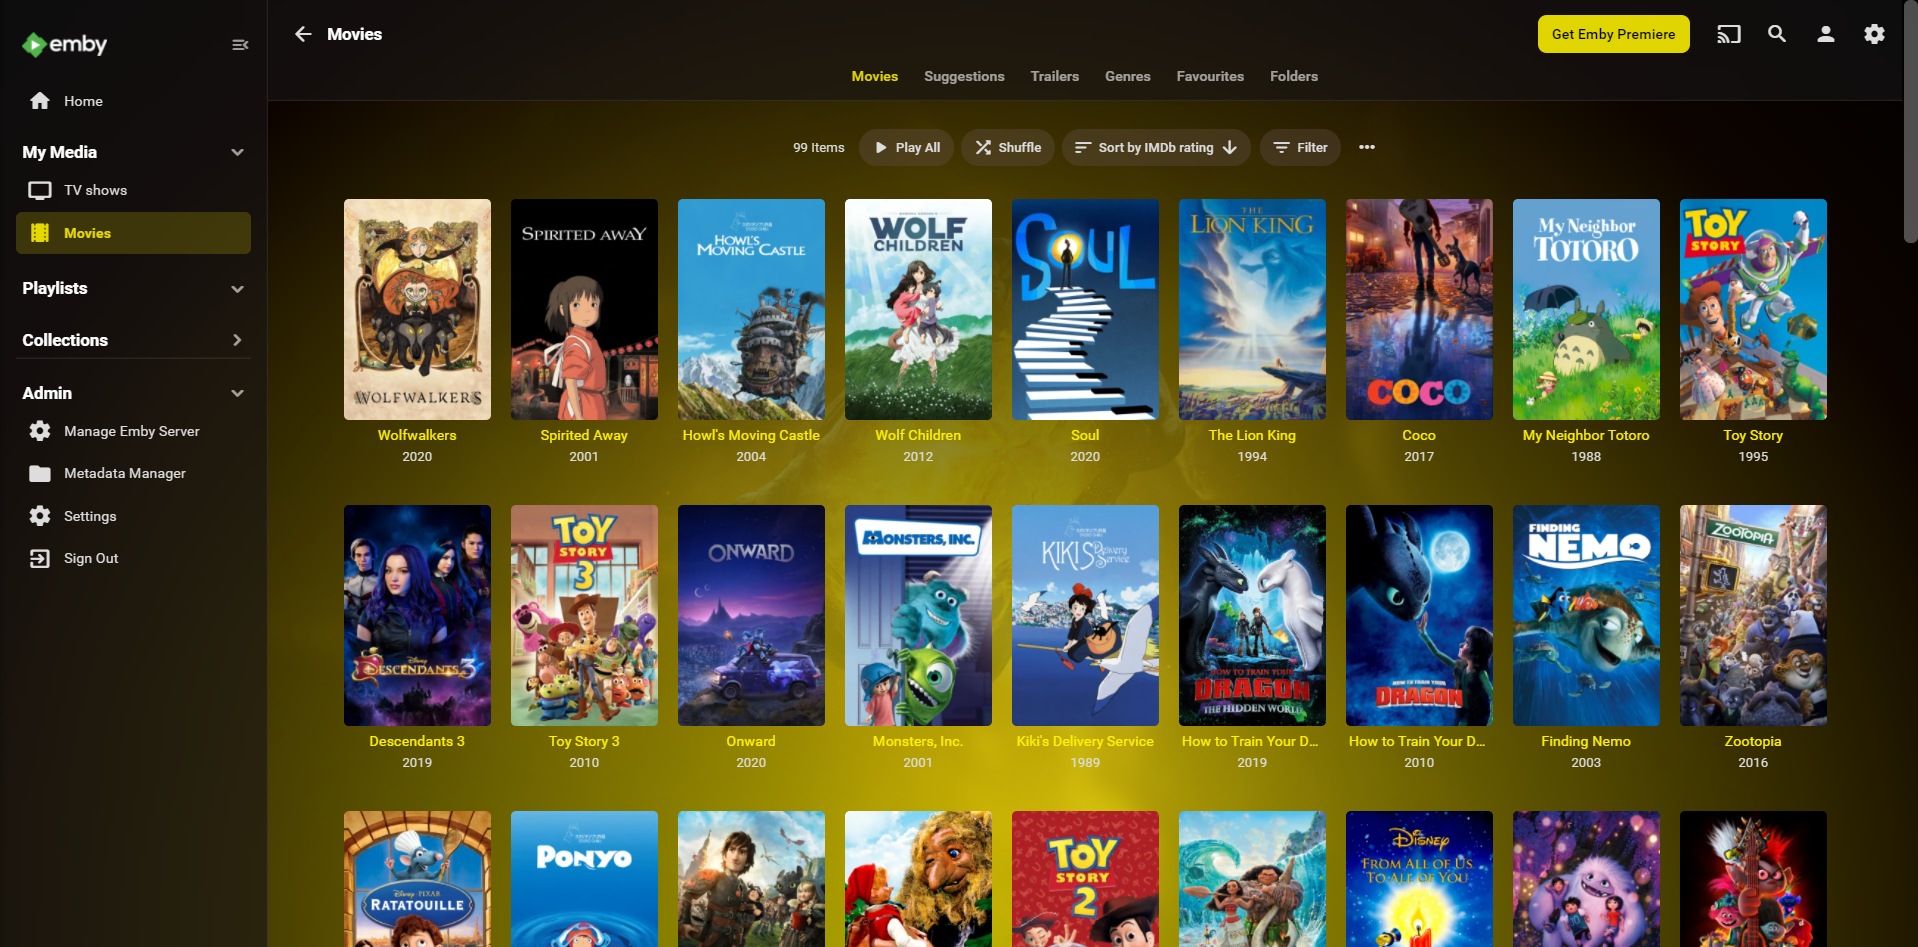 emby
Movies
Get Emby Premiere
Movies
Suggestions
Trailers
Genres
Favourites
Folders
Home
My Media
TV shows
Movies
Playlists
Collections
Admin
Manage Emby Server
Metadata Manager
Settings
Sign Out
99 Items
Play All
Shuffle
Sort by IMDb rating
Filter
WOLFWALKERS
SPIRITED AWAY
HOWL'S
MOVING CASTLE
WOLF
CHILDREN
SOUL
THE
LION KING
COCO
My Neighbor
TOTORO
TOY
STORY
Wolfwalkers
2020
Spirited Away
2001
Howl's Moving Castle
2004
Wolf Children
2012
Soul
2020
The Lion King
1994
Coco
2017
My Neighbor Totoro
1988
Toy Story
1995
Disney
DESCENDANTS 3
TOY
STORY
3
ONWARD
MONSTERS, INC.
KIKI'S Delivery
Service
HOW TO TRAIN YOUR
DRAGON
THE HIDDEN WORLD
HOW TO TRAIN YOUR
DRAGON
FINDING
NEMO
ZOOTOPIA
Descendants 3
2019
Toy Story 3
2010
Onward
2020
Monsters, Inc.
2001
Kiki's Delivery Service
1989
How to Train Your D...
2019
How to Train Your D...
2010
Finding Nemo
2003
Zootopia
2016
Disney · PIXAR
RATATOUILLE
PONYO
TOY
STORY
2
Disney
FROM ALL OF US
TO ALL OF YOU